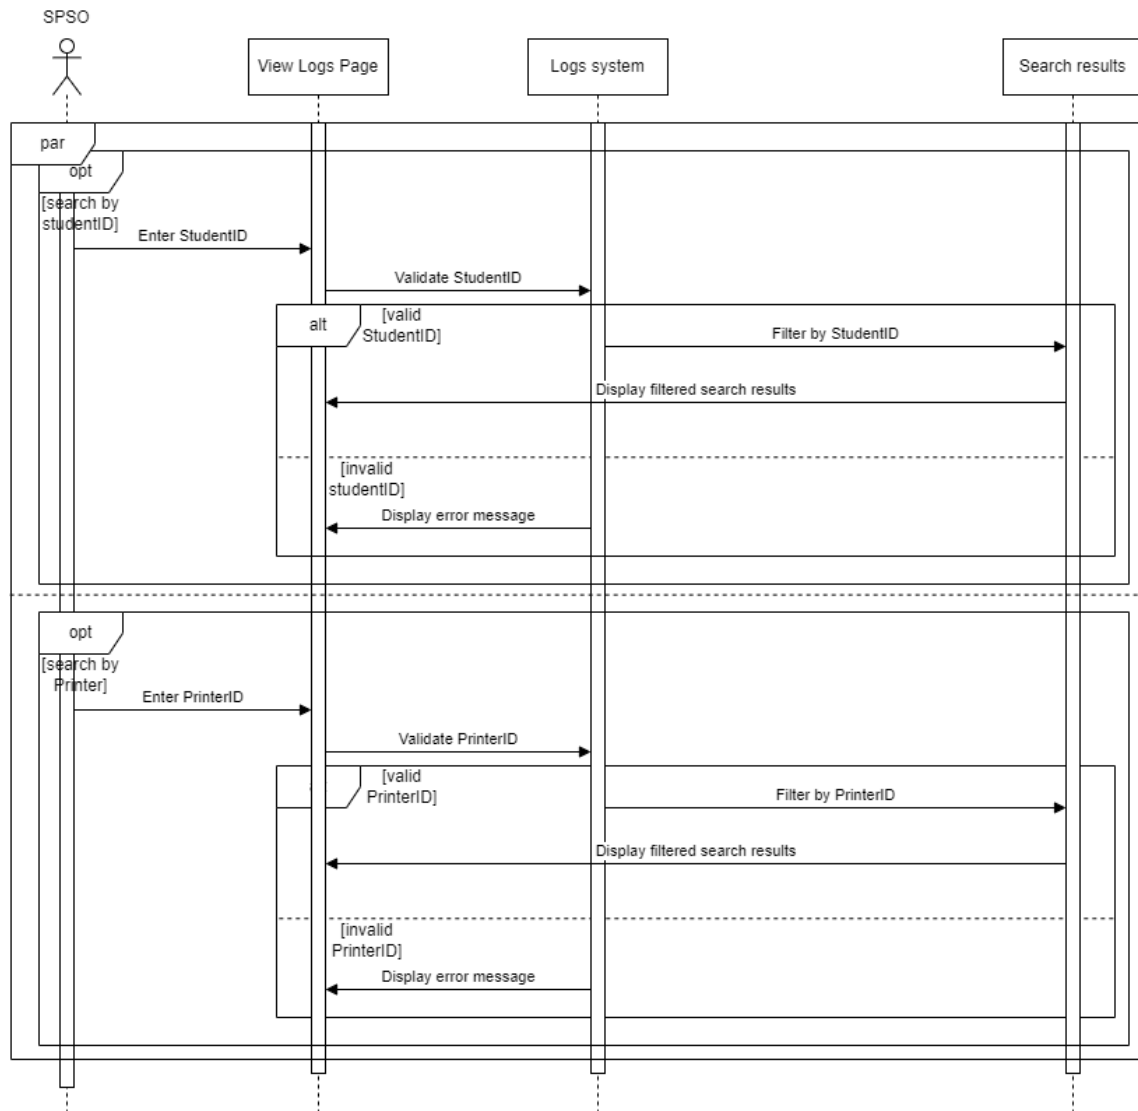 SPSO
View Logs Page
Logs system
Search results
par
opt
[search by
studentID]
Enter StudentID
Validate StudentID
alt
[valid
StudentID]
Filter by StudentID
Display filtered search results
[invalid
studentID]
Display error message
opt
[search by
Printer]
Enter PrinterID
Validate PrinterID
[valid
PrinterID]
Filter by PrinterID
Display filtered search results
[invalid
PrinterID]
Display error message